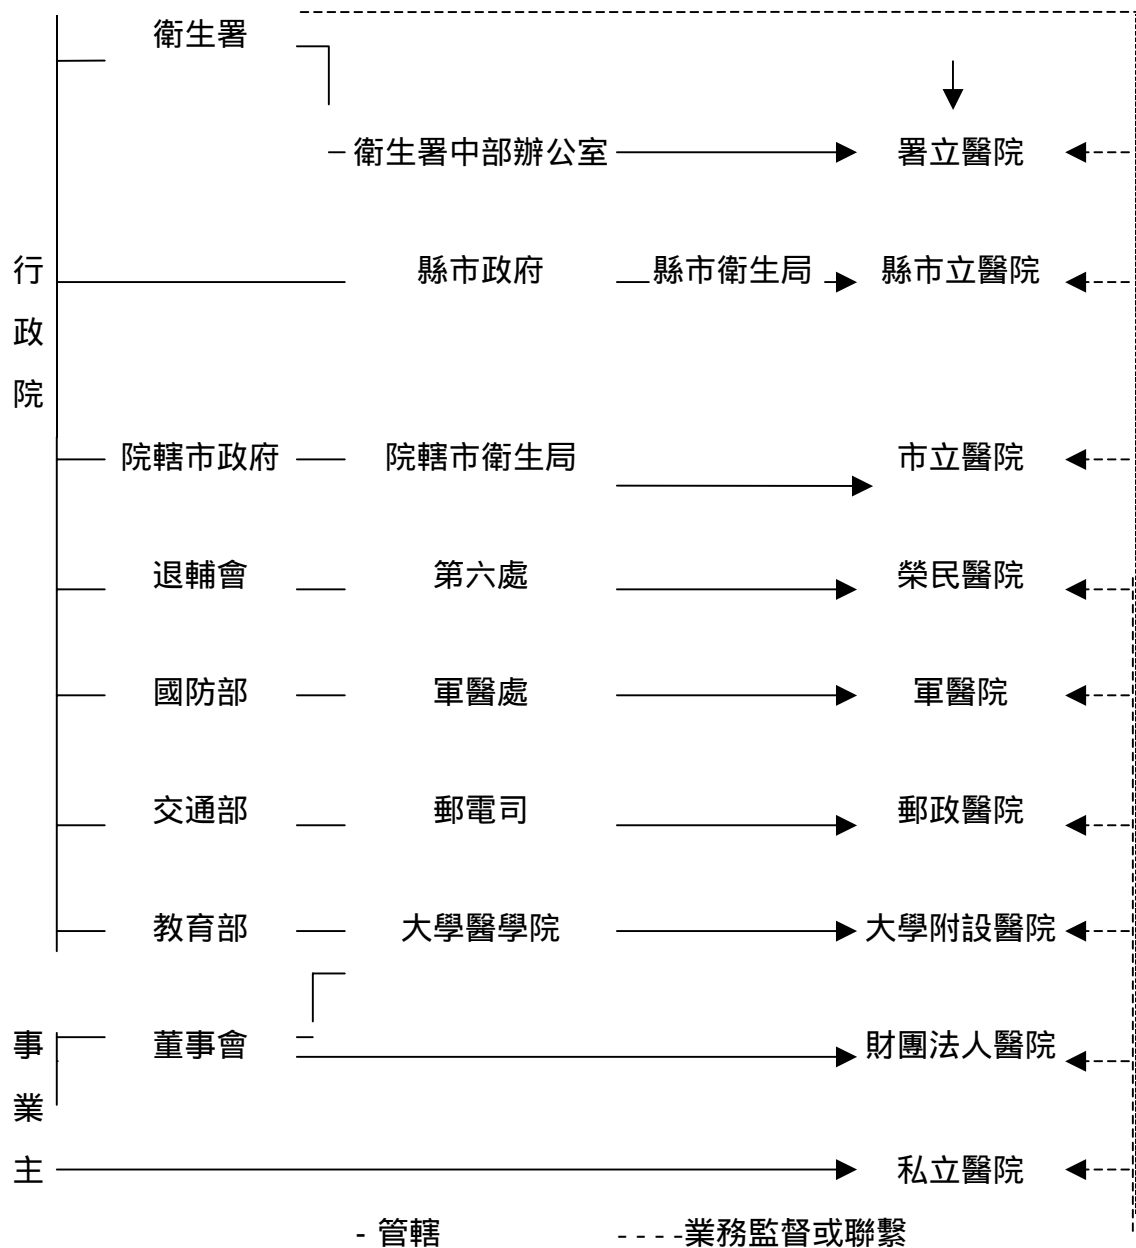 衛生署
衛生署中部辦公室 署立醫院
行政院
縣市政府 縣市衛生局 縣市立醫院
院轄市政府 院轄市衛生局 市立醫院
退輔會 第六處 榮民醫院
國防部 軍醫處 軍醫院
交通部 郵電司 郵政醫院
教育部 大學醫學院 大學附設醫院
事業主
董事會 財團法人醫院
私立醫院
- 管轄 - - - -業務監督或聯繫